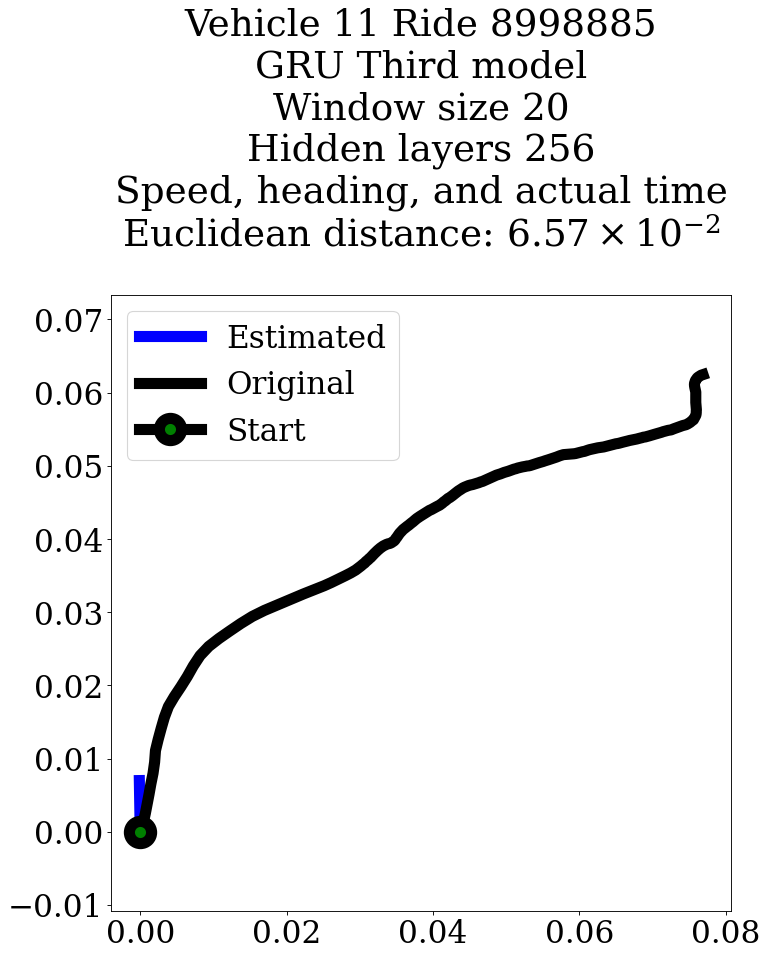 Vehicle 11 Ride 8998885
GRU Third model
Window size 20
Hidden layers 256
Speed, heading, and actual time
Euclidean distance: 6.57 × 10⁻²
Estimated
Original
Start
0.07
0.06
0.05
0.04
0.03
0.02
0.01
0.00
−0.01
0.00 0.02 0.04 0.06 0.08